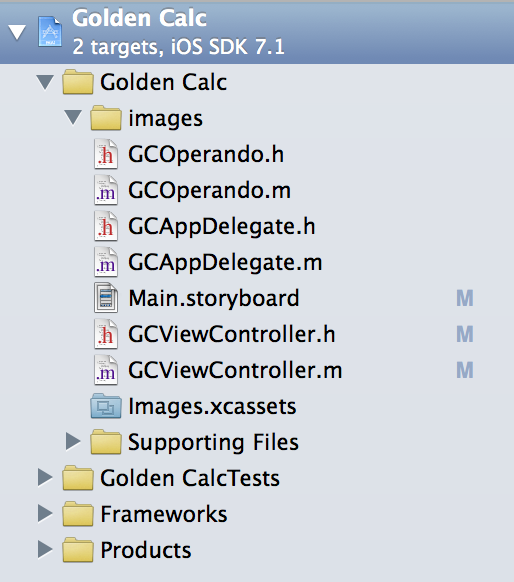 Golden Calc
2 targets, iOS SDK 7.1
Golden Calc
images
.h GCOperando.h
.m GCOperando.m
.h GCAppDelegate.h
.m GCAppDelegate.m
Main.storyboard M
.h GCViewController.h M
.m GCViewController.m M
Images.xcassets
Supporting Files
Golden CalcTests
Frameworks
Products